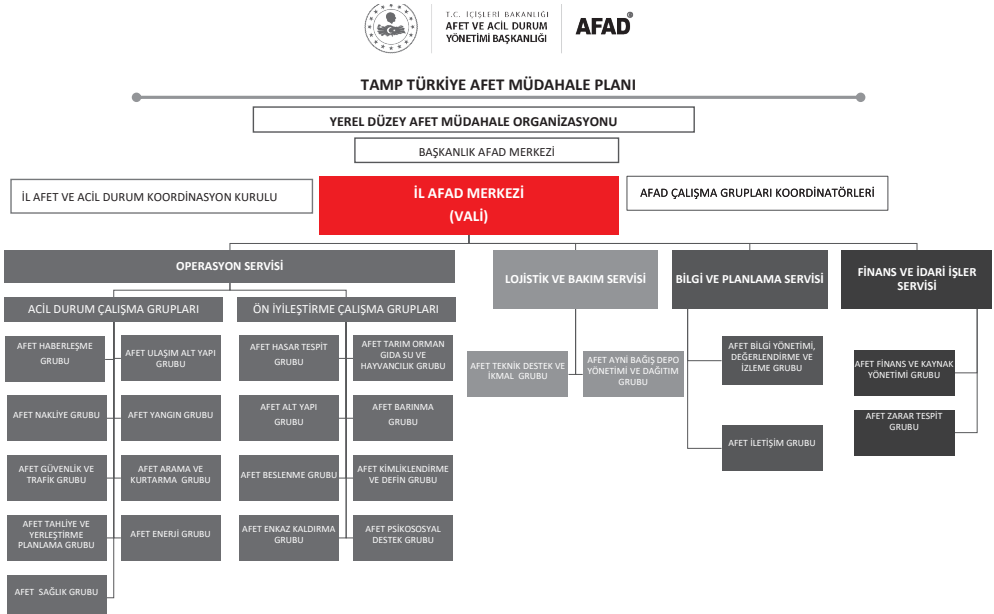 T.C. İÇİŞLERİ BAKANLIĞI
AFET VE ACİL DURUM
YÖNETİMİ BAŞKANLIĞI
AFAD
TAMP TÜRKİYE AFET MÜDAHALE PLANI
YEREL DÜZEY AFET MÜDAHALE ORGANİZASYONU
BAŞKANLIK AFAD MERKEZİ
İL AFET VE ACİL DURUM KOORDİNASYON KURULU
İL AFAD MERKEZİ
(VALİ)
AFAD ÇALIŞMA GRUPLARI KOORDİNATÖRLERİ
OPERASYON SERVİSİ
LOJİSTİK VE BAKIM SERVİSİ
BİLGİ VE PLANLAMA SERVİSİ
FİNANS VE İDARİ İŞLER
SERVİSİ
ACİL DURUM ÇALIŞMA GRUPLARI
ÖN İYİLEŞTİRME ÇALIŞMA GRUPLARI
AFET HABERLEŞME
GRUBU
AFET ULAŞIM ALT YAPI
GRUBU
AFET NAKLİYE GRUBU
AFET YANGIN GRUBU
AFET GÜVENLİK VE
TRAFİK GRUBU
AFET ARAMA VE
KURTARMA GRUBU
AFET TAHLİYE VE
YERLEŞTİRME
PLANLAMA GRUBU
AFET ENERJİ GRUBU
AFET SAĞLIK GRUBU
AFET HASAR TESPİT
GRUBU
AFET TARIM ORMAN
GIDA SU VE
HAYVANCILIK GRUBU
AFET ALT YAPI
GRUBU
AFET BARINMA
GRUBU
AFET BESLENME GRUBU
AFET KİMLİKLENDİRME
VE DEFİN GRUBU
AFET ENKAZ KALDIRMA
GRUBU
AFET PSİKOSOSYAL
DESTEK GRUBU
AFET TEKNİK DESTEK VE
İKMAL GRUBU
AFET AYNİ BAĞIŞ DEPO
YÖNETİMİ VE DAĞITIM
GRUBU
AFET BİLGİ YÖNETİMİ,
DEĞERLENDİRME VE
İZLEME GRUBU
AFET İLETİŞİM GRUBU
AFET FİNANS VE KAYNAK
YÖNETİMİ GRUBU
AFET ZARAR TESPİT
GRUBU